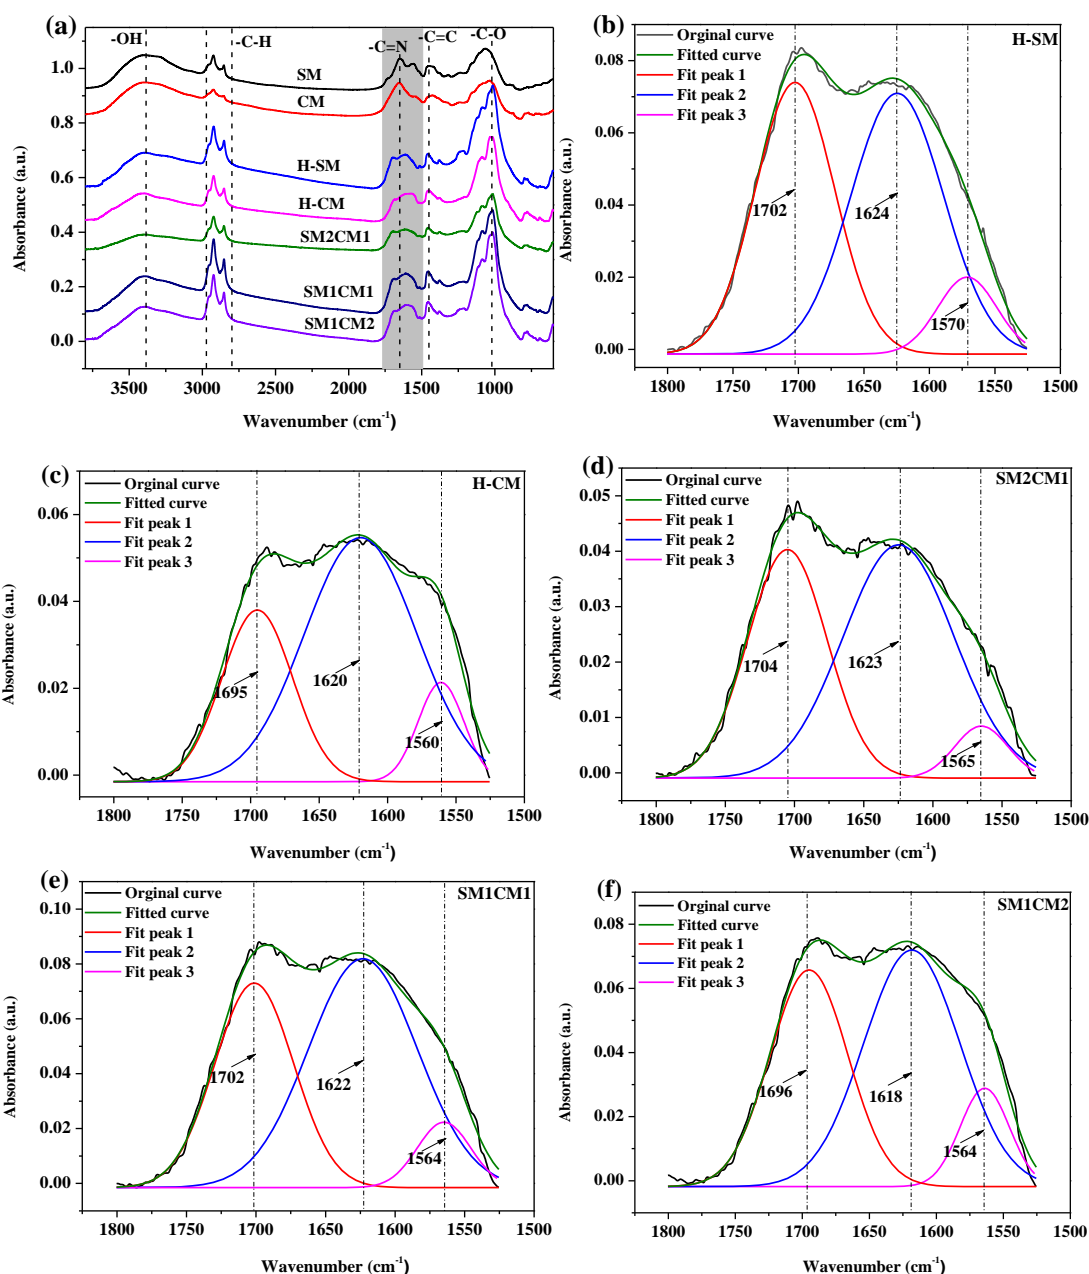 (a)
-OH
-C-H
-C=N
-C=C
-C-O
SM
CM
H-SM
H-CM
SM2CM1
SM1CM1
SM1CM2
1.0
0.8
0.6
0.4
0.2
0.0
Absorbance (a.u.)
3500 3000 2500 2000 1500 1000
Wavenumber (cm-1)
(b)
H-SM
Orginal curve
Fitted curve
Fit peak 1
Fit peak 2
Fit peak 3
1702
1624
1570
0.08
0.06
0.04
0.02
0.00
Absorbance (a.u.)
1800 1750 1700 1650 1600 1550 1500
Wavenumber (cm-1)
(c)
H-CM
Orginal curve
Fitted curve
Fit peak 1
Fit peak 2
Fit peak 3
1695
1620
1560
0.06
0.04
0.02
0.00
Absorbance (a.u.)
1800 1750 1700 1650 1600 1550 1500
Wavenumber (cm-1)
(d)
SM2CM1
Orginal curve
Fitted curve
Fit peak 1
Fit peak 2
Fit peak 3
1704
1623
1565
0.05
0.04
0.03
0.02
0.01
0.00
Absorbance (a.u.)
1800 1750 1700 1650 1600 1550 1500
Wavenumber (cm-1)
(e)
SM1CM1
Orginal curve
Fitted curve
Fit peak 1
Fit peak 2
Fit peak 3
1702
1622
1564
0.10
0.08
0.06
0.04
0.02
0.00
Absorbance (a.u.)
1800 1750 1700 1650 1600 1550 1500
Wavenumber (cm-1)
(f)
SM1CM2
Orginal curve
Fitted curve
Fit peak 1
Fit peak 2
Fit peak 3
1696
1618
1564
0.08
0.06
0.04
0.02
0.00
Absorbance (a.u.)
1800 1750 1700 1650 1600 1550 1500
Wavenumber (cm-1)